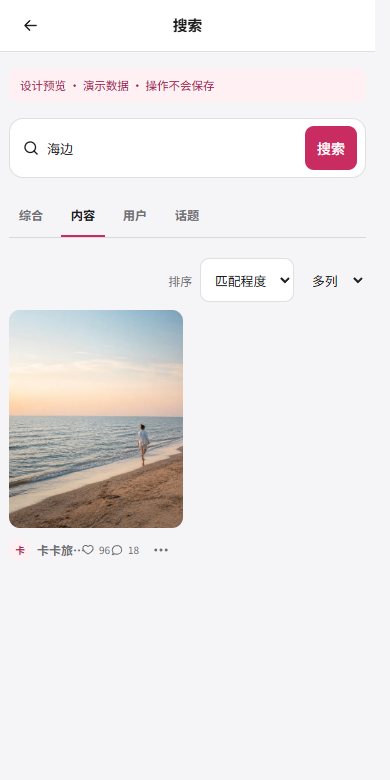 搜索
设计预览 · 演示数据 · 操作不会保存
海边
搜索
综合 内容 用户 话题
排序 匹配程度 多列
卡 卡卡旅… 96 18